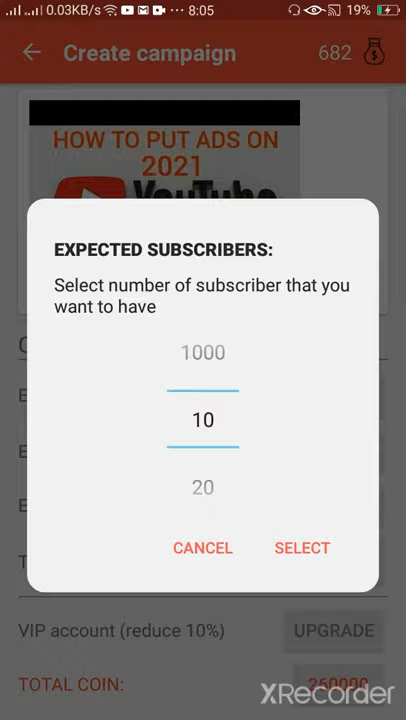 0.03KB/s ··· 8:05 19%
Create campaign 682
HOW TO PUT ADS ON
2021
YouTube
EXPECTED SUBSCRIBERS:
Select number of subscriber that you
want to have
1000
10
20
CANCEL SELECT
VIP account (reduce 10%) UPGRADE
TOTAL COIN: 260000
XRecorder